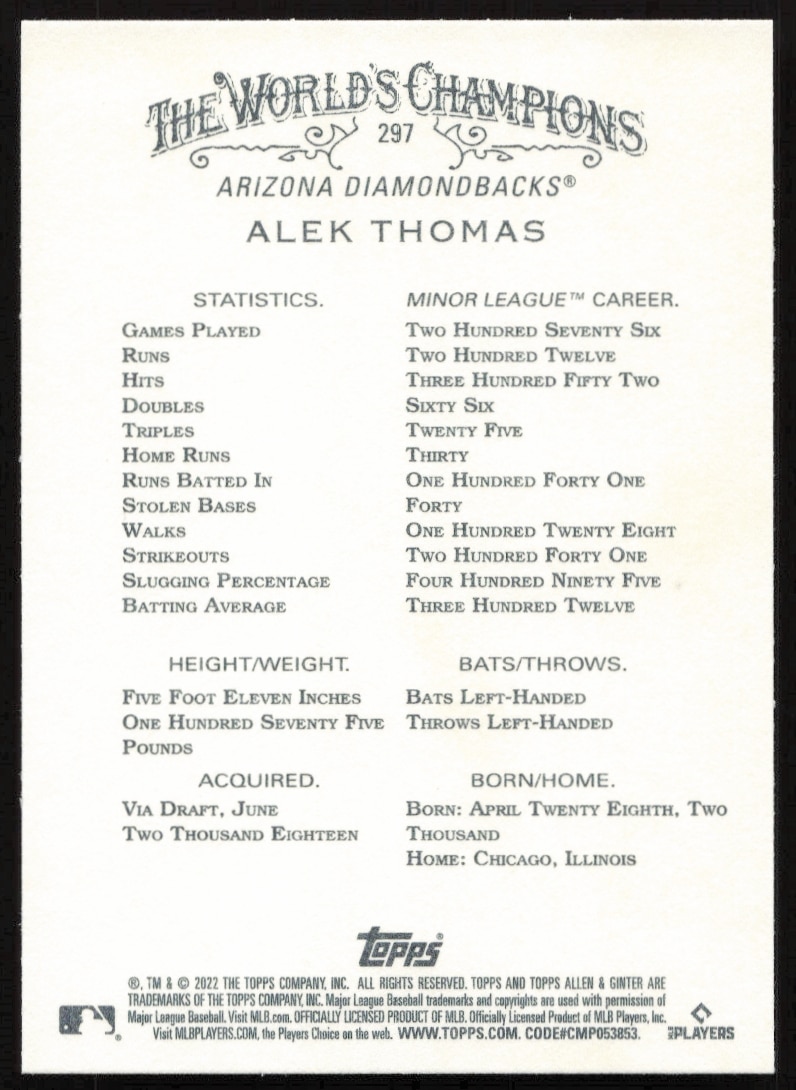 THE WORLD'S CHAMPIONS
297
ARIZONA DIAMONDBACKS®
ALEK THOMAS
STATISTICS. MINOR LEAGUE™ CAREER.
GAMES PLAYED TWO HUNDRED SEVENTY SIX
RUNS TWO HUNDRED TWELVE
HITS THREE HUNDRED FIFTY TWO
DOUBLES SIXTY SIX
TRIPLES TWENTY FIVE
HOME RUNS THIRTY
RUNS BATTED IN ONE HUNDRED FORTY ONE
STOLEN BASES FORTY
WALKS ONE HUNDRED TWENTY EIGHT
STRIKEOUTS TWO HUNDRED FORTY ONE
SLUGGING PERCENTAGE FOUR HUNDRED NINETY FIVE
BATTING AVERAGE THREE HUNDRED TWELVE
HEIGHT/WEIGHT. BATS/THROWS.
FIVE FOOT ELEVEN INCHES BATS LEFT-HANDED
ONE HUNDRED SEVENTY FIVE THROWS LEFT-HANDED
POUNDS
ACQUIRED. BORN/HOME.
VIA DRAFT, JUNE BORN: APRIL TWENTY EIGHTH, TWO
TWO THOUSAND EIGHTEEN THOUSAND
HOME: CHICAGO, ILLINOIS
topps®
®, TM & © 2022 THE TOPPS COMPANY, INC. ALL RIGHTS RESERVED. TOPPS AND TOPPS ALLEN & GINTER ARE
TRADEMARKS OF THE TOPPS COMPANY, INC. Major League Baseball trademarks and copyrights are used with permission of
Major League Baseball. Visit MLB.com. OFFICIALLY LICENSED PRODUCT OF MLB. Officially Licensed Product of MLB Players, Inc.
Visit MLBPLAYERS.COM, the Players Choice on the web. WWW.TOPPS.COM. CODE#CMP053853.
MLB PLAYERS